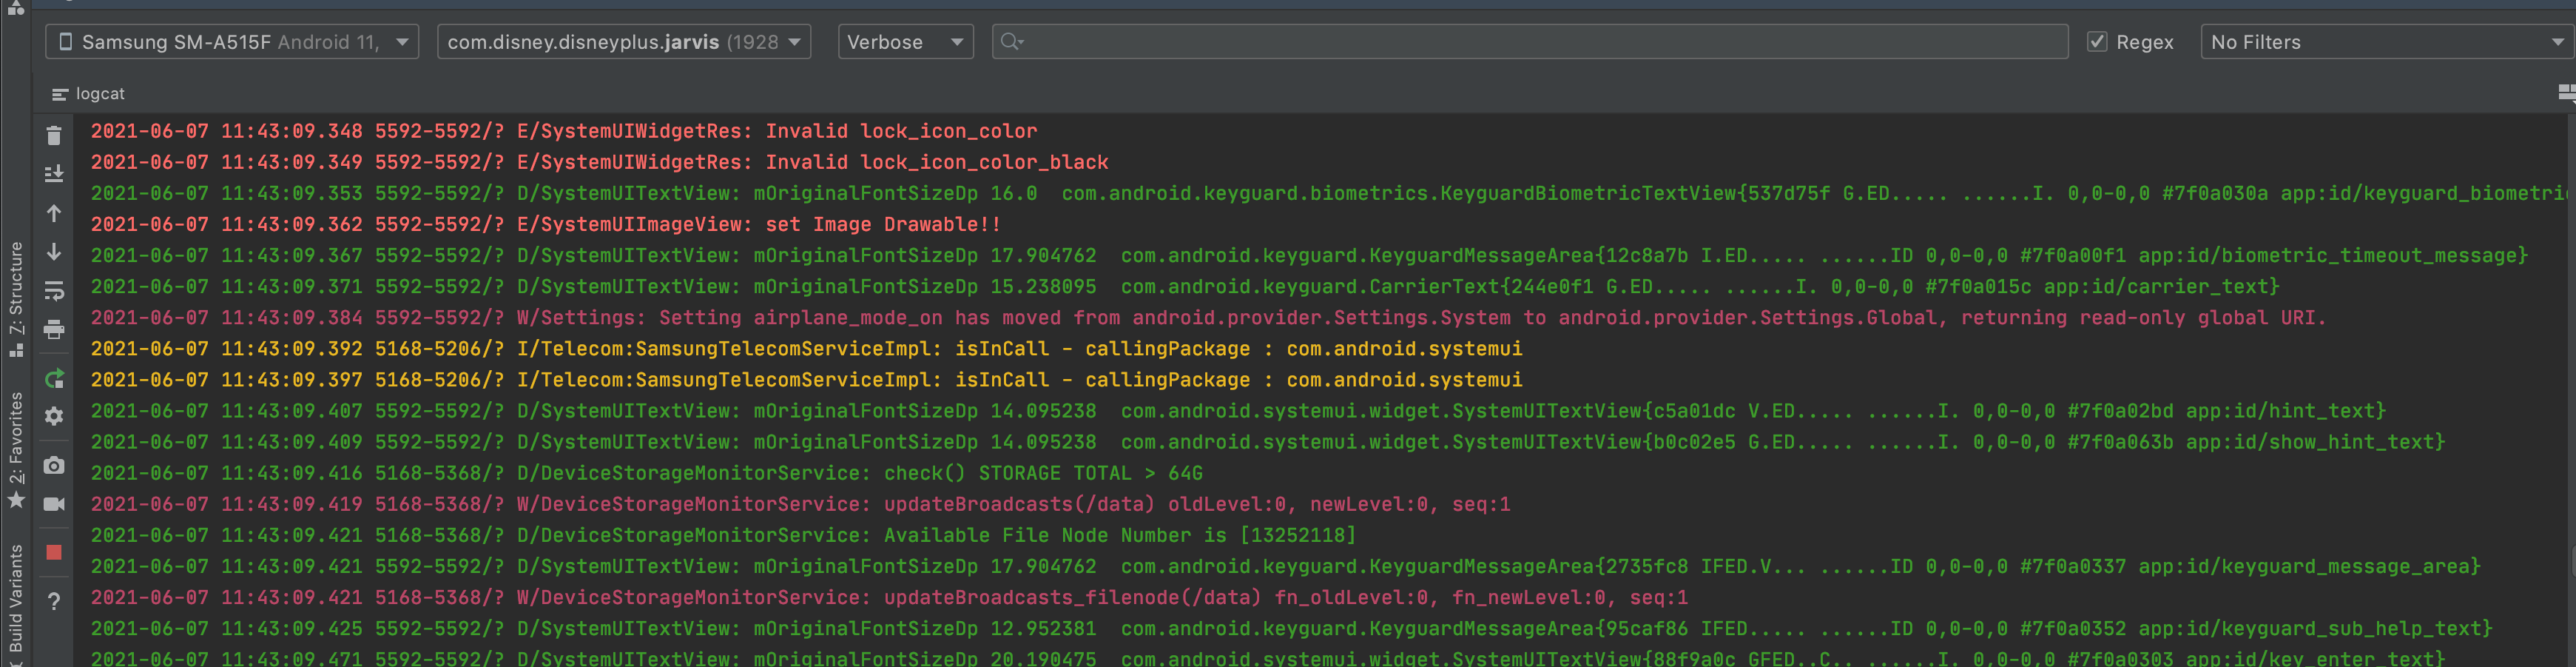 Samsung SM-A515F Android 11, com.disney.disneyplus.jarvis (1928 Verbose Regex No Filters
logcat
2021-06-07 11:43:09.348 5592-5592/? E/SystemUIWidgetRes: Invalid lock_icon_color
2021-06-07 11:43:09.349 5592-5592/? E/SystemUIWidgetRes: Invalid lock_icon_color_black
2021-06-07 11:43:09.353 5592-5592/? D/SystemUITextView: mOriginalFontSizeDp 16.0  com.android.keyguard.biometrics.KeyguardBiometricTextView{537d75f G.ED..... ......I. 0,0-0,0 #7f0a030a app:id/keyguard_biometric
2021-06-07 11:43:09.362 5592-5592/? E/SystemUIImageView: set Image Drawable!!
2021-06-07 11:43:09.367 5592-5592/? D/SystemUITextView: mOriginalFontSizeDp 17.904762  com.android.keyguard.KeyguardMessageArea{12c8a7b I.ED..... ......ID 0,0-0,0 #7f0a00f1 app:id/biometric_timeout_message}
2021-06-07 11:43:09.371 5592-5592/? D/SystemUITextView: mOriginalFontSizeDp 15.238095  com.android.keyguard.CarrierText{244e0f1 G.ED..... ......I. 0,0-0,0 #7f0a015c app:id/carrier_text}
2021-06-07 11:43:09.384 5592-5592/? W/Settings: Setting airplane_mode_on has moved from android.provider.Settings.System to android.provider.Settings.Global, returning read-only global URI.
2021-06-07 11:43:09.392 5168-5206/? I/Telecom:SamsungTelecomServiceImpl: isInCall - callingPackage : com.android.systemui
2021-06-07 11:43:09.397 5168-5206/? I/Telecom:SamsungTelecomServiceImpl: isInCall - callingPackage : com.android.systemui
2021-06-07 11:43:09.407 5592-5592/? D/SystemUITextView: mOriginalFontSizeDp 14.095238  com.android.systemui.widget.SystemUITextView{c5a01dc V.ED..... ......I. 0,0-0,0 #7f0a02bd app:id/hint_text}
2021-06-07 11:43:09.409 5592-5592/? D/SystemUITextView: mOriginalFontSizeDp 14.095238  com.android.systemui.widget.SystemUITextView{b0c02e5 G.ED..... ......I. 0,0-0,0 #7f0a063b app:id/show_hint_text}
2021-06-07 11:43:09.416 5168-5368/? D/DeviceStorageMonitorService: check() STORAGE TOTAL > 64G
2021-06-07 11:43:09.419 5168-5368/? W/DeviceStorageMonitorService: updateBroadcasts(/data) oldLevel:0, newLevel:0, seq:1
2021-06-07 11:43:09.421 5168-5368/? D/DeviceStorageMonitorService: Available File Node Number is [13252118]
2021-06-07 11:43:09.421 5592-5592/? D/SystemUITextView: mOriginalFontSizeDp 17.904762  com.android.keyguard.KeyguardMessageArea{2735fc8 IFED.V... ......ID 0,0-0,0 #7f0a0337 app:id/keyguard_message_area}
2021-06-07 11:43:09.421 5168-5368/? W/DeviceStorageMonitorService: updateBroadcasts_filenode(/data) fn_oldLevel:0, fn_newLevel:0, seq:1
2021-06-07 11:43:09.425 5592-5592/? D/SystemUITextView: mOriginalFontSizeDp 12.952381  com.android.keyguard.KeyguardMessageArea{95caf86 IFED..... ......ID 0,0-0,0 #7f0a0352 app:id/keyguard_sub_help_text}
2021-06-07 11:43:09.471 5592-5592/? D/SystemUITextView: mOriginalFontSizeDp 20.190475  com.android.systemui.widget.SystemUITextView{88f9a0c GFED..C.. ......I. 0,0-0,0 #7f0a0303 app:id/key_enter_text}
7: Structure
2: Favorites
Build Variants